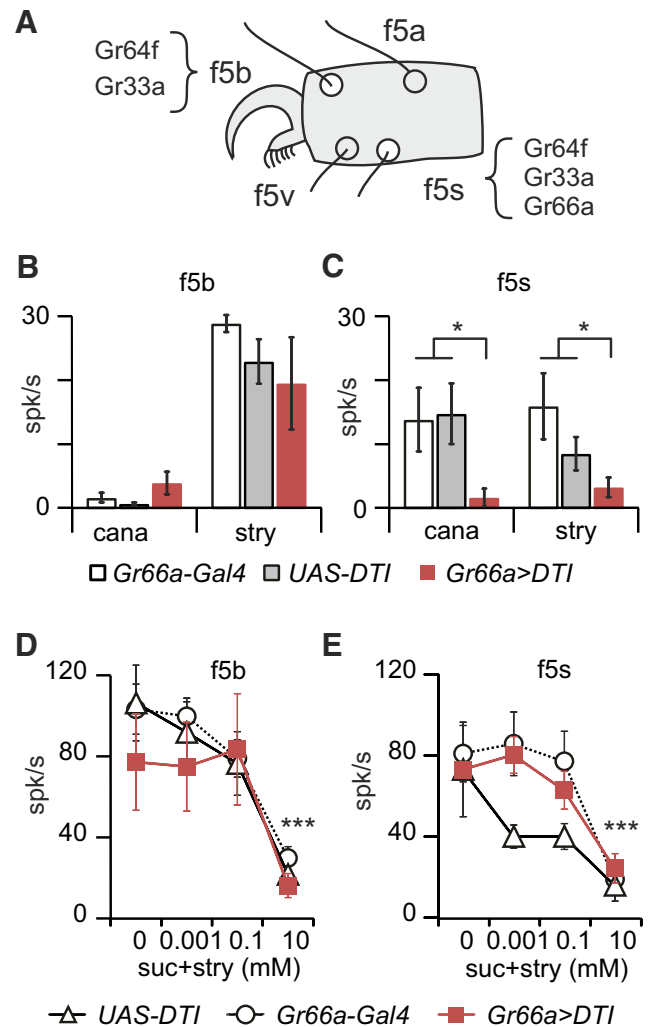 A
Gr64f
Gr33a
f5b
f5a
f5v
f5s
Gr64f
Gr33a
Gr66a
B
f5b
30
0
spk/s
cana
stry
C
f5s
30
0
spk/s
*
*
cana
stry
Gr66a-Gal4
UAS-DTI
Gr66a>DTI
D
f5b
120
80
40
0
spk/s
***
0 0.001 0.1 10
suc+stry (mM)
E
f5s
120
80
40
0
spk/s
***
0 0.001 0.1 10
suc+stry (mM)
UAS-DTI
Gr66a-Gal4
Gr66a>DTI